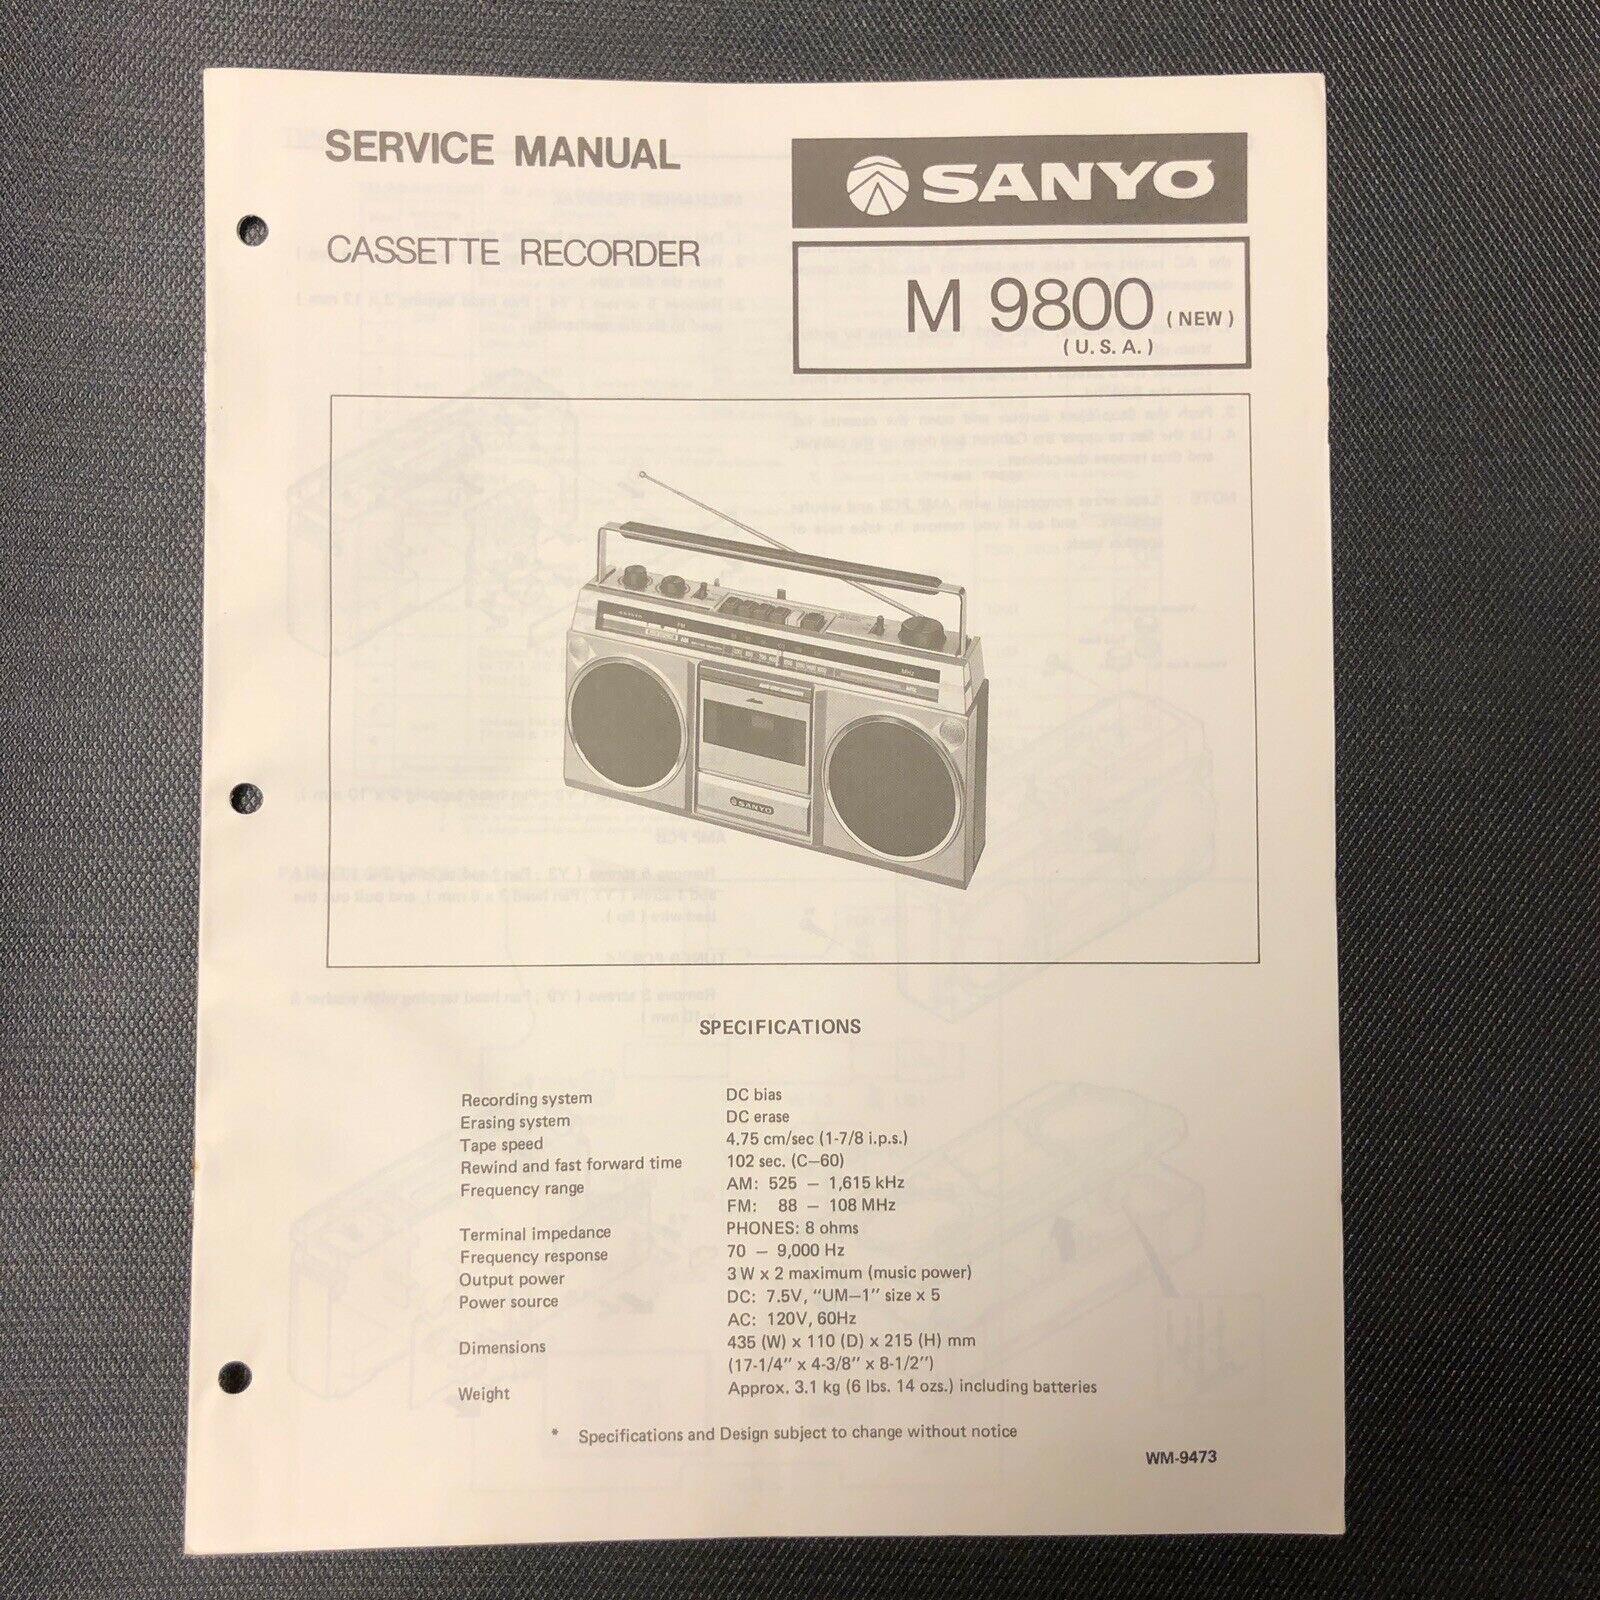 SERVICE MANUAL
SANYO
CASSETTE RECORDER
M 9800 (NEW)
(U.S.A.)
SANYO
SPECIFICATIONS
Recording system DC bias
Erasing system DC erase
Tape speed 4.75 cm/sec (1-7/8 i.p.s.)
Rewind and fast forward time 102 sec. (C-60)
Frequency range AM: 525 - 1,615 kHz
FM: 88 - 108 MHz
Terminal impedance PHONES: 8 ohms
Frequency response 70 - 9,000 Hz
Output power 3 W x 2 maximum (music power)
Power source DC: 7.5V, "UM-1" size x 5
AC: 120V, 60Hz
Dimensions 435 (W) x 110 (D) x 215 (H) mm
(17-1/4" x 4-3/8" x 8-1/2")
Weight Approx. 3.1 kg (6 lbs. 14 ozs.) including batteries
* Specifications and Design subject to change without notice
WM-9473